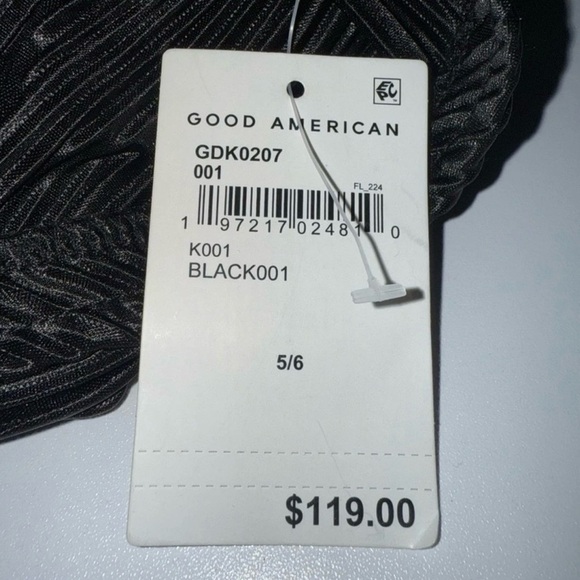 GOOD AMERICAN
GDK0207
001
FL_224
1 97217 02481 0
K001
BLACK001
5/6
$119.00